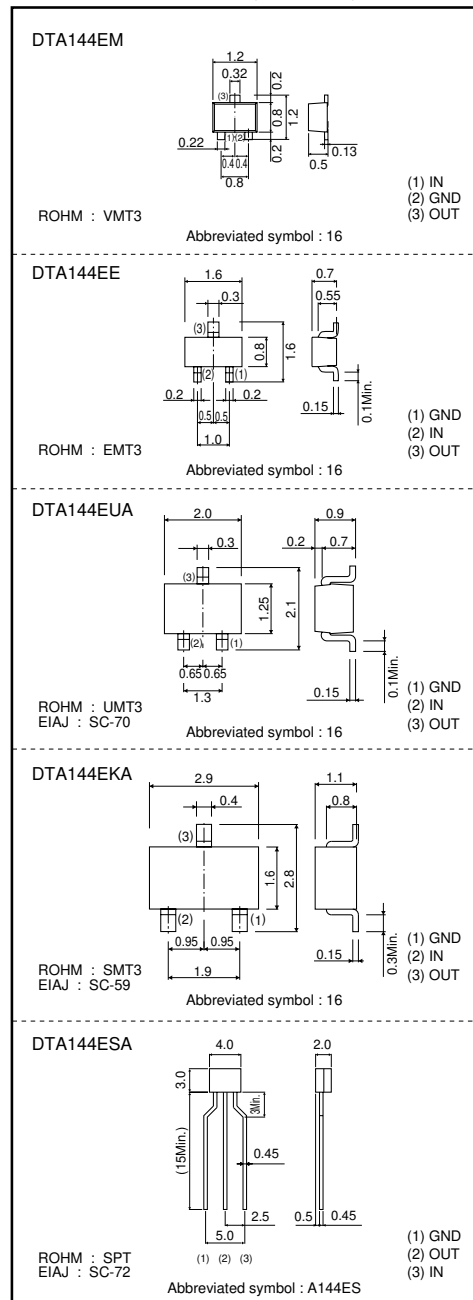 DTA144EM
1.2
0.32
0.2
(3)
0.8
1.2
0.22
(1) (2)
0.2
0.4 0.4
0.8
0.5
0.13
(1) IN
(2) GND
(3) OUT
ROHM : VMT3
Abbreviated symbol : 16
DTA144EE
1.6
0.3
0.7
0.55
(3)
0.8
1.6
(2)
(1)
0.2
0.2
0.5 0.5
1.0
0.15
0.1Min.
(1) GND
(2) IN
(3) OUT
ROHM : EMT3
Abbreviated symbol : 16
DTA144EUA
2.0
0.3
0.9
0.2
0.7
(3)
1.25
2.1
(2)
(1)
0.65 0.65
1.3
0.15
0.1Min.
(1) GND
(2) IN
(3) OUT
ROHM : UMT3
EIAJ : SC-70
Abbreviated symbol : 16
DTA144EKA
2.9
0.4
1.1
0.8
(3)
1.6
2.8
(2)
(1)
0.95 0.95
1.9
0.15
0.3Min.
(1) GND
(2) IN
(3) OUT
ROHM : SMT3
EIAJ : SC-59
Abbreviated symbol : 16
DTA144ESA
4.0
2.0
3.0
3Min.
(15Min.)
0.45
2.5
5.0
0.5
0.45
(1) (2) (3)
(1) GND
(2) OUT
(3) IN
ROHM : SPT
EIAJ : SC-72
Abbreviated symbol : A144ES